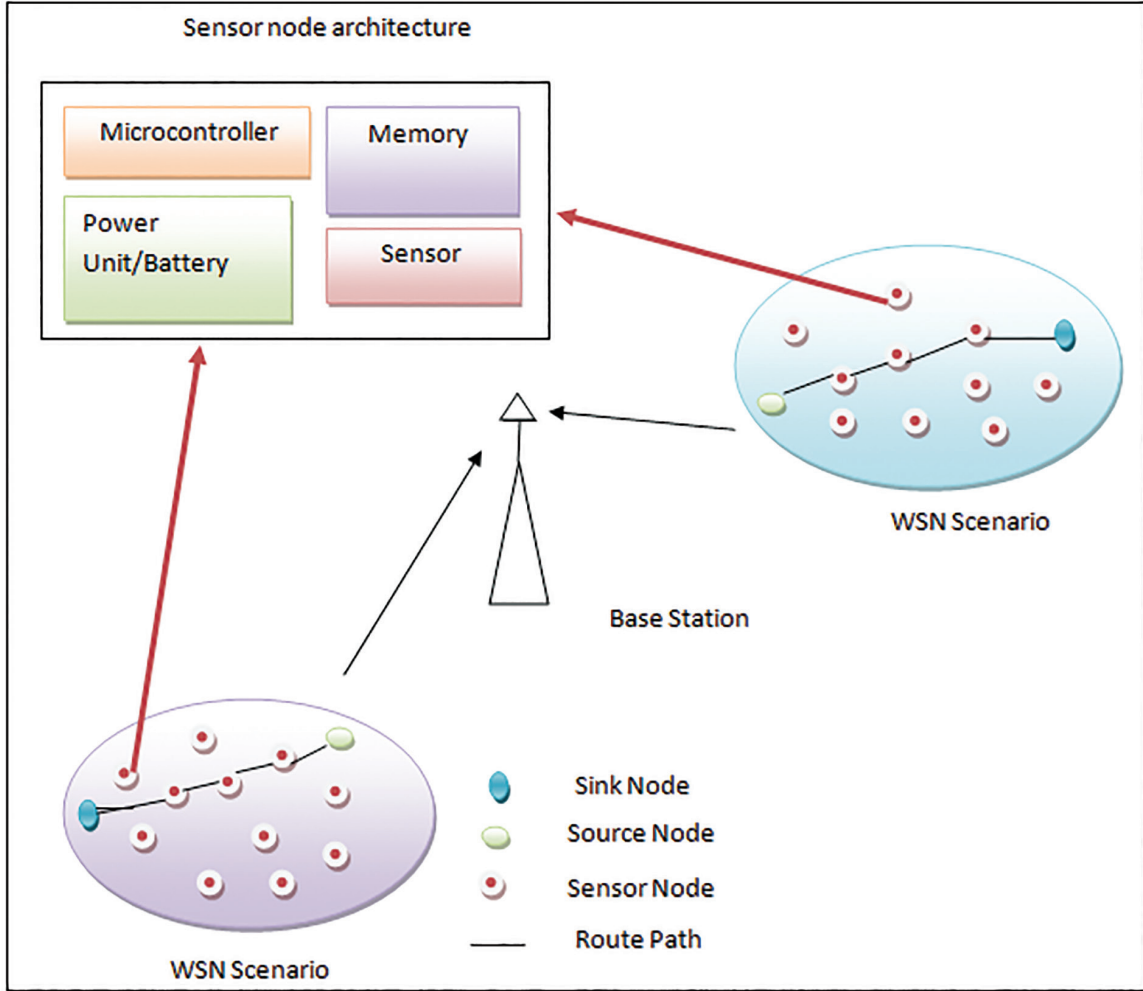 Sensor node architecture
Microcontroller
Memory
Power
Unit/Battery
Sensor
WSN Scenario
Base Station
Sink Node
Source Node
Sensor Node
Route Path
WSN Scenario